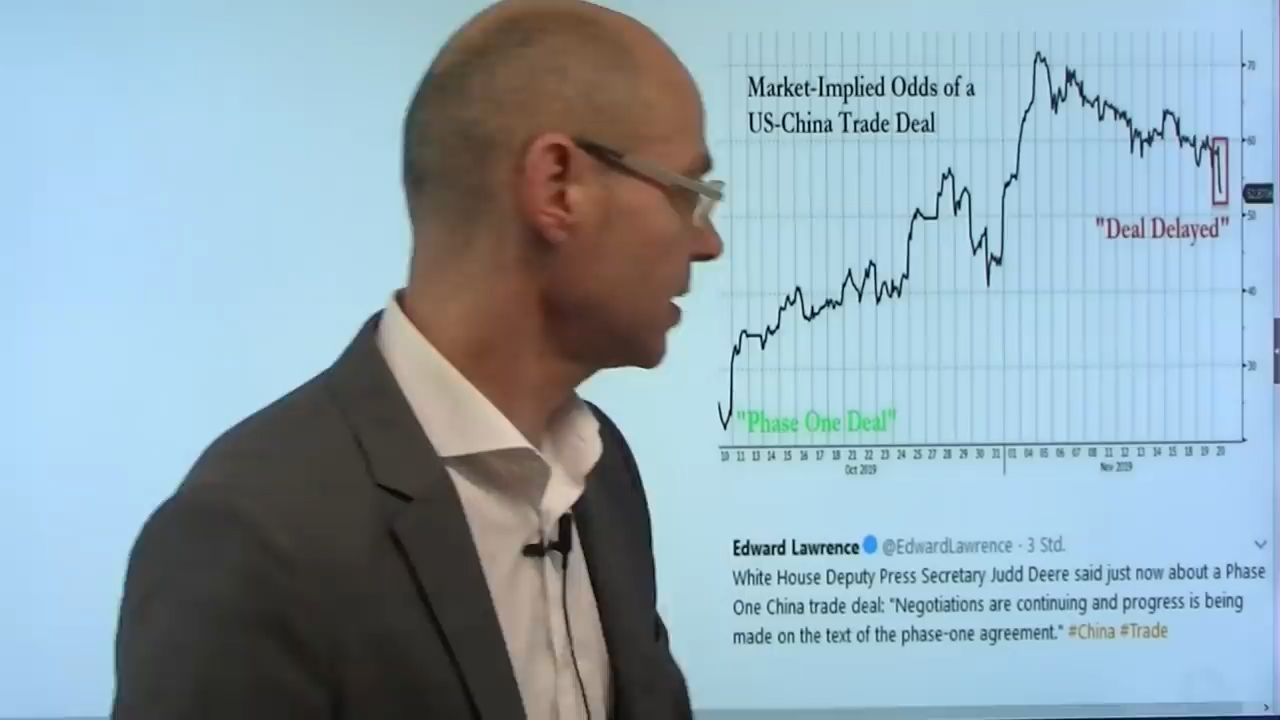 Market-Implied Odds of a
US-China Trade Deal
70
60
50
40
30
"Deal Delayed"
"Phase One Deal"
10 11 13 14 15 16 17 18 20 21 22 23 24 25 27 28 29 30 31 01 04 05 06 07 08 11 12 13 14 15 18 19 20
Oct 2019 Nov 2019
Edward Lawrence @EdwardLawrence · 3 Std.
White House Deputy Press Secretary Judd Deere said just now about a Phase
One China trade deal: "Negotiations are continuing and progress is being
made on the text of the phase-one agreement." #China #Trade